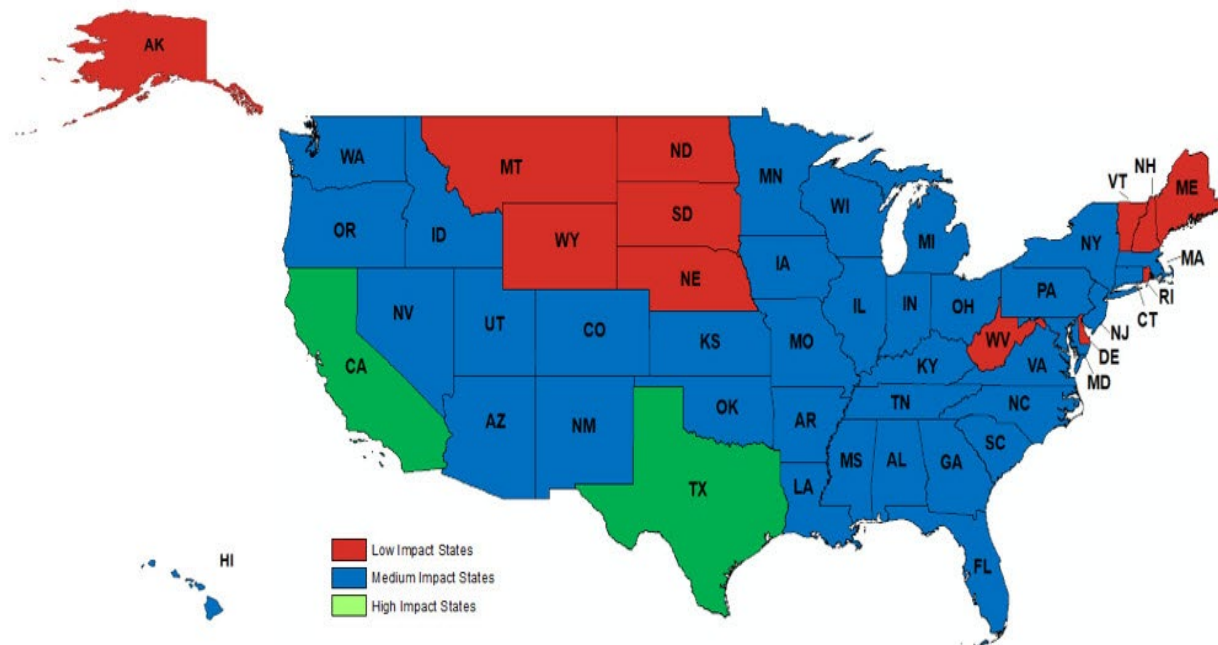 AK
WA
MT
ND
MN
VT
NH
ME
OR
ID
WY
SD
WI
MI
NY
MA
NE
IA
PA
RI
NV
UT
CO
KS
IL
IN
OH
CT
NJ
CA
MO
KY
WV
VA
DE
MD
AZ
NM
OK
AR
TN
NC
SC
TX
LA
MS
AL
GA
FL
HI
Low Impact States
Medium Impact States
High Impact States